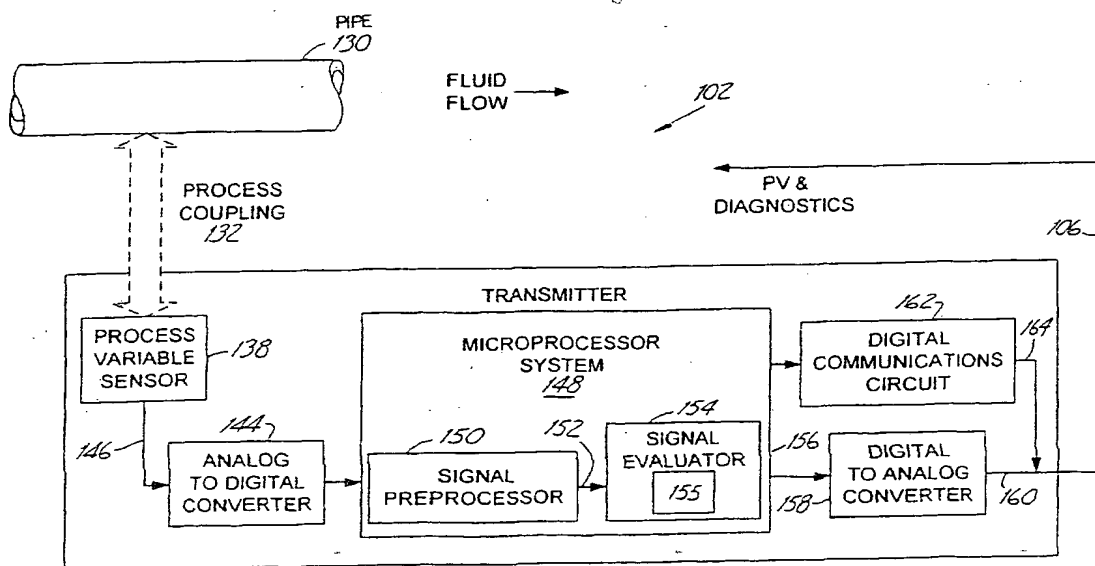 PIPE
130
FLUID
FLOW
102
PROCESS
COUPLING
132
PV &
DIAGNOSTICS
106
TRANSMITTER
PROCESS
VARIABLE
SENSOR
138
146
144
ANALOG
TO DIGITAL
CONVERTER
MICROPROCESSOR
SYSTEM
148
150
SIGNAL
PREPROCESSOR
152
154
SIGNAL
EVALUATOR
155
156
162
DIGITAL
COMMUNICATIONS
CIRCUIT
164
158
DIGITAL
TO ANALOG
CONVERTER
160